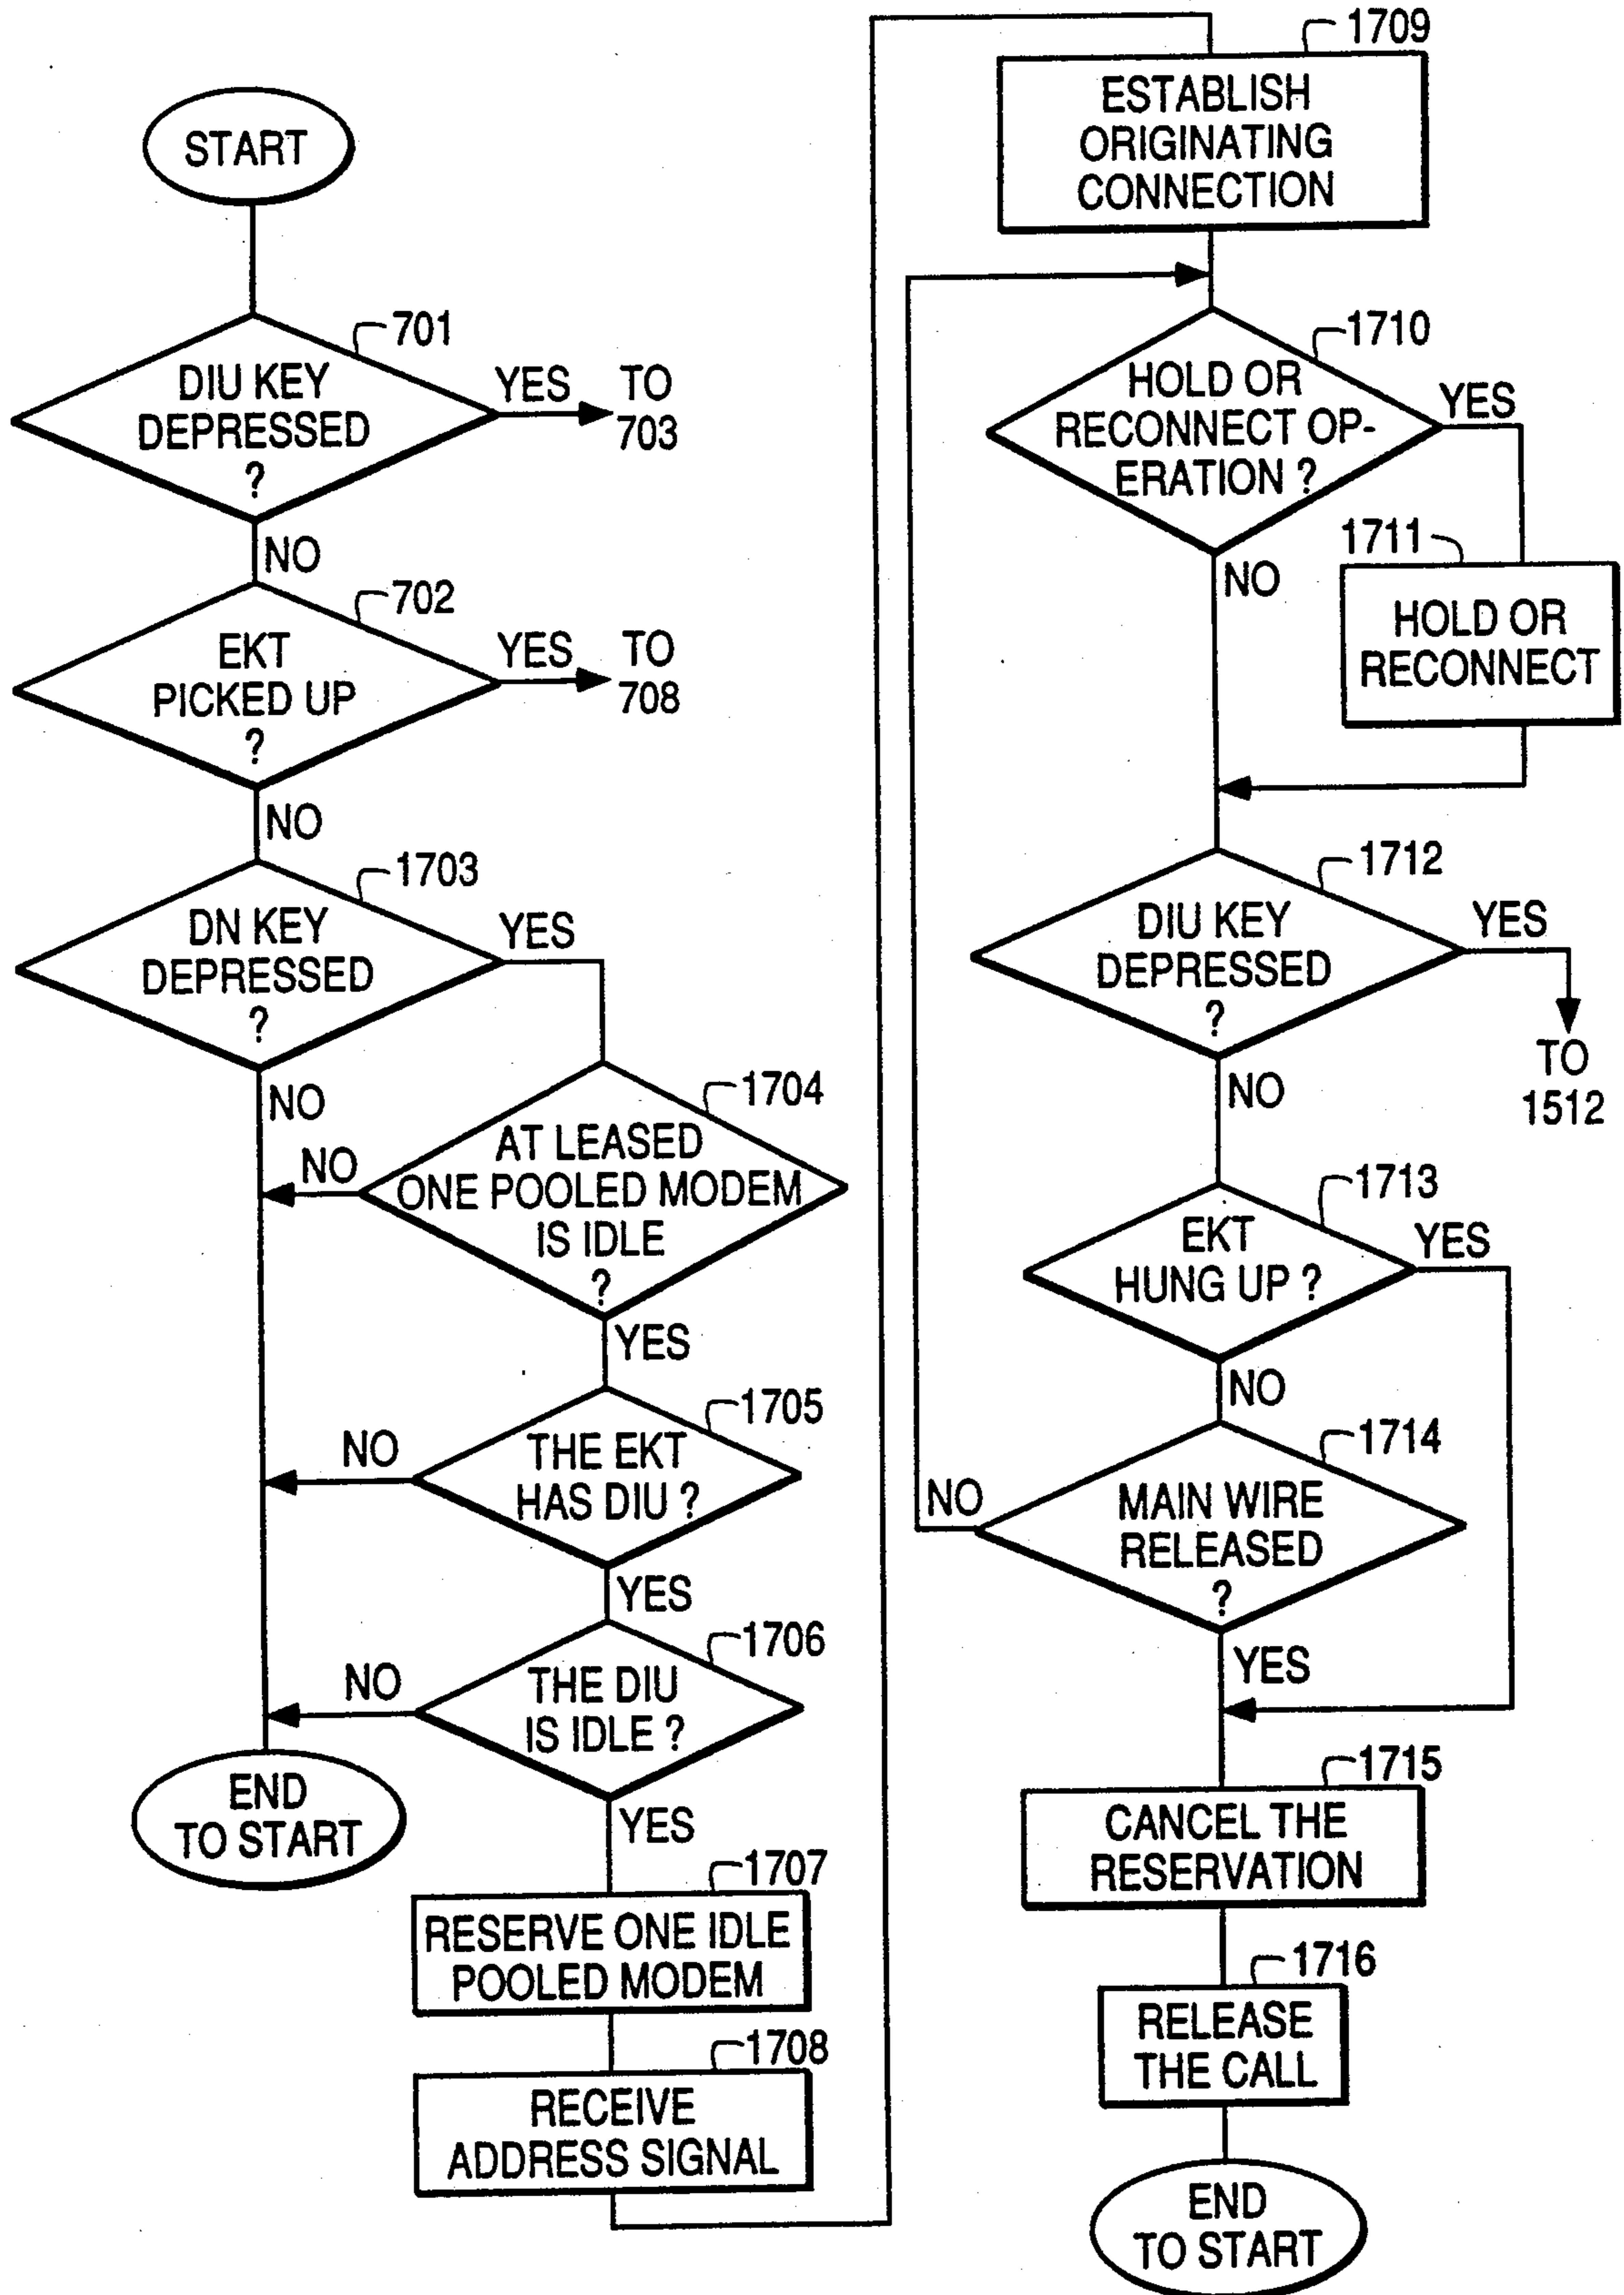 START
701
DIU KEY
DEPRESSED
?
YES
TO
703
NO
702
EKT
PICKED UP
?
YES
TO
708
NO
1703
DN KEY
DEPRESSED
?
YES
NO
1704
AT LEASED
ONE POOLED MODEM
IS IDLE
?
NO
YES
1705
THE EKT
HAS DIU ?
NO
YES
1706
THE DIU
IS IDLE ?
NO
YES
END
TO START
1707
RESERVE ONE IDLE
POOLED MODEM
1708
RECEIVE
ADDRESS SIGNAL
1709
ESTABLISH
ORIGINATING
CONNECTION
1710
HOLD OR
RECONNECT OP-
ERATION ?
YES
NO
1711
HOLD OR
RECONNECT
1712
DIU KEY
DEPRESSED
?
YES
TO
1512
NO
1713
EKT
HUNG UP ?
YES
NO
1714
MAIN WIRE
RELEASED
?
NO
YES
1715
CANCEL THE
RESERVATION
1716
RELEASE
THE CALL
END
TO START